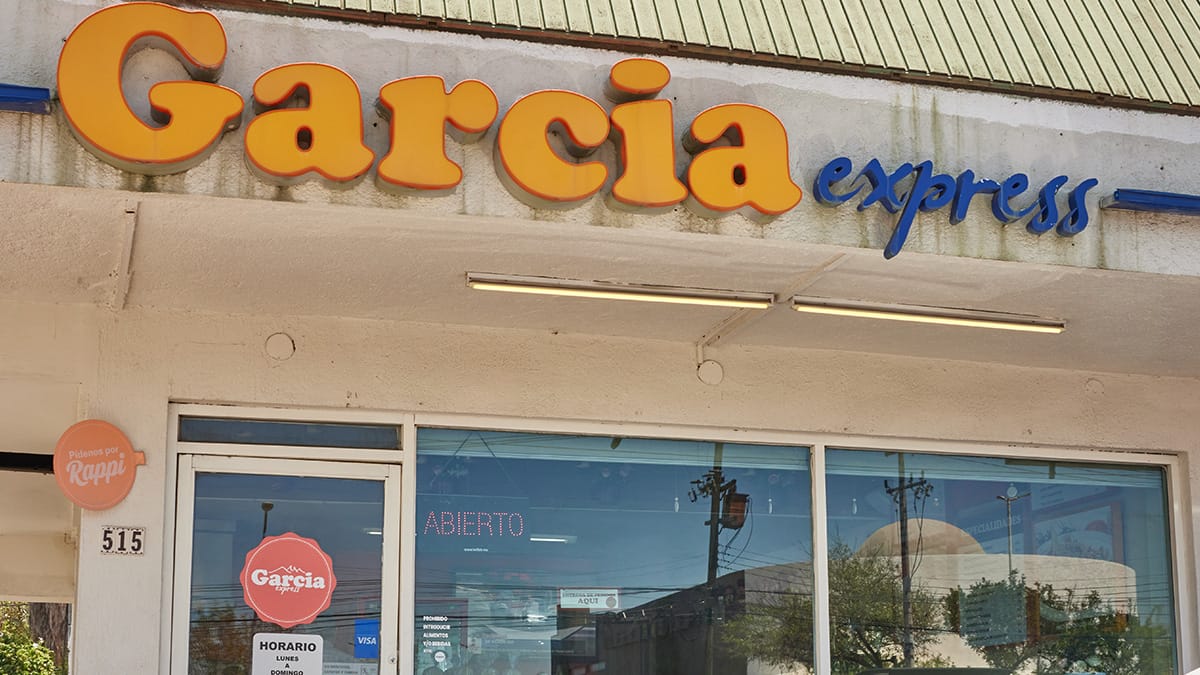 Garcia express
Pídenos por
Rappi
515
ABIERTO
ESPECIALIDADES
Garcia
express
ENTREGA DE PEDIDOS
AQUI
PROHIBIDO
INTRODUCIR
ALIMENTOS
Y/O BEBIDAS
VISA
HORARIO
LUNES
A
DOMINGO